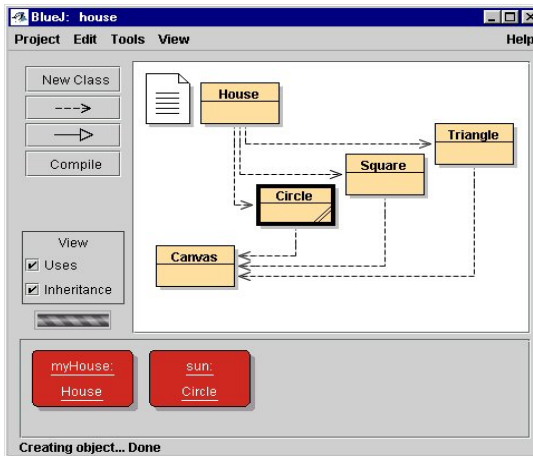 BlueJ: house
Project Edit Tools View Help
New Class
Compile
View
Uses
Inheritance
House
Triangle
Square
Circle
Canvas
myHouse:
House
sun:
Circle
Creating object... Done